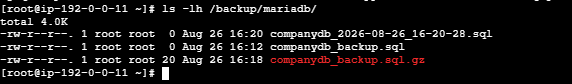 [root@ip-192-0-0-11 ~]# ls -lh /backup/mariadb/
total 4.0K
-rw-r--r--. 1 root root  0 Aug 26 16:20 companydb_2026-08-26_16-20-28.sql
-rw-r--r--. 1 root root  0 Aug 26 16:12 companydb_backup.sql
-rw-r--r--. 1 root root 20 Aug 26 16:18 companydb_backup.sql.gz
[root@ip-192-0-0-11 ~]#